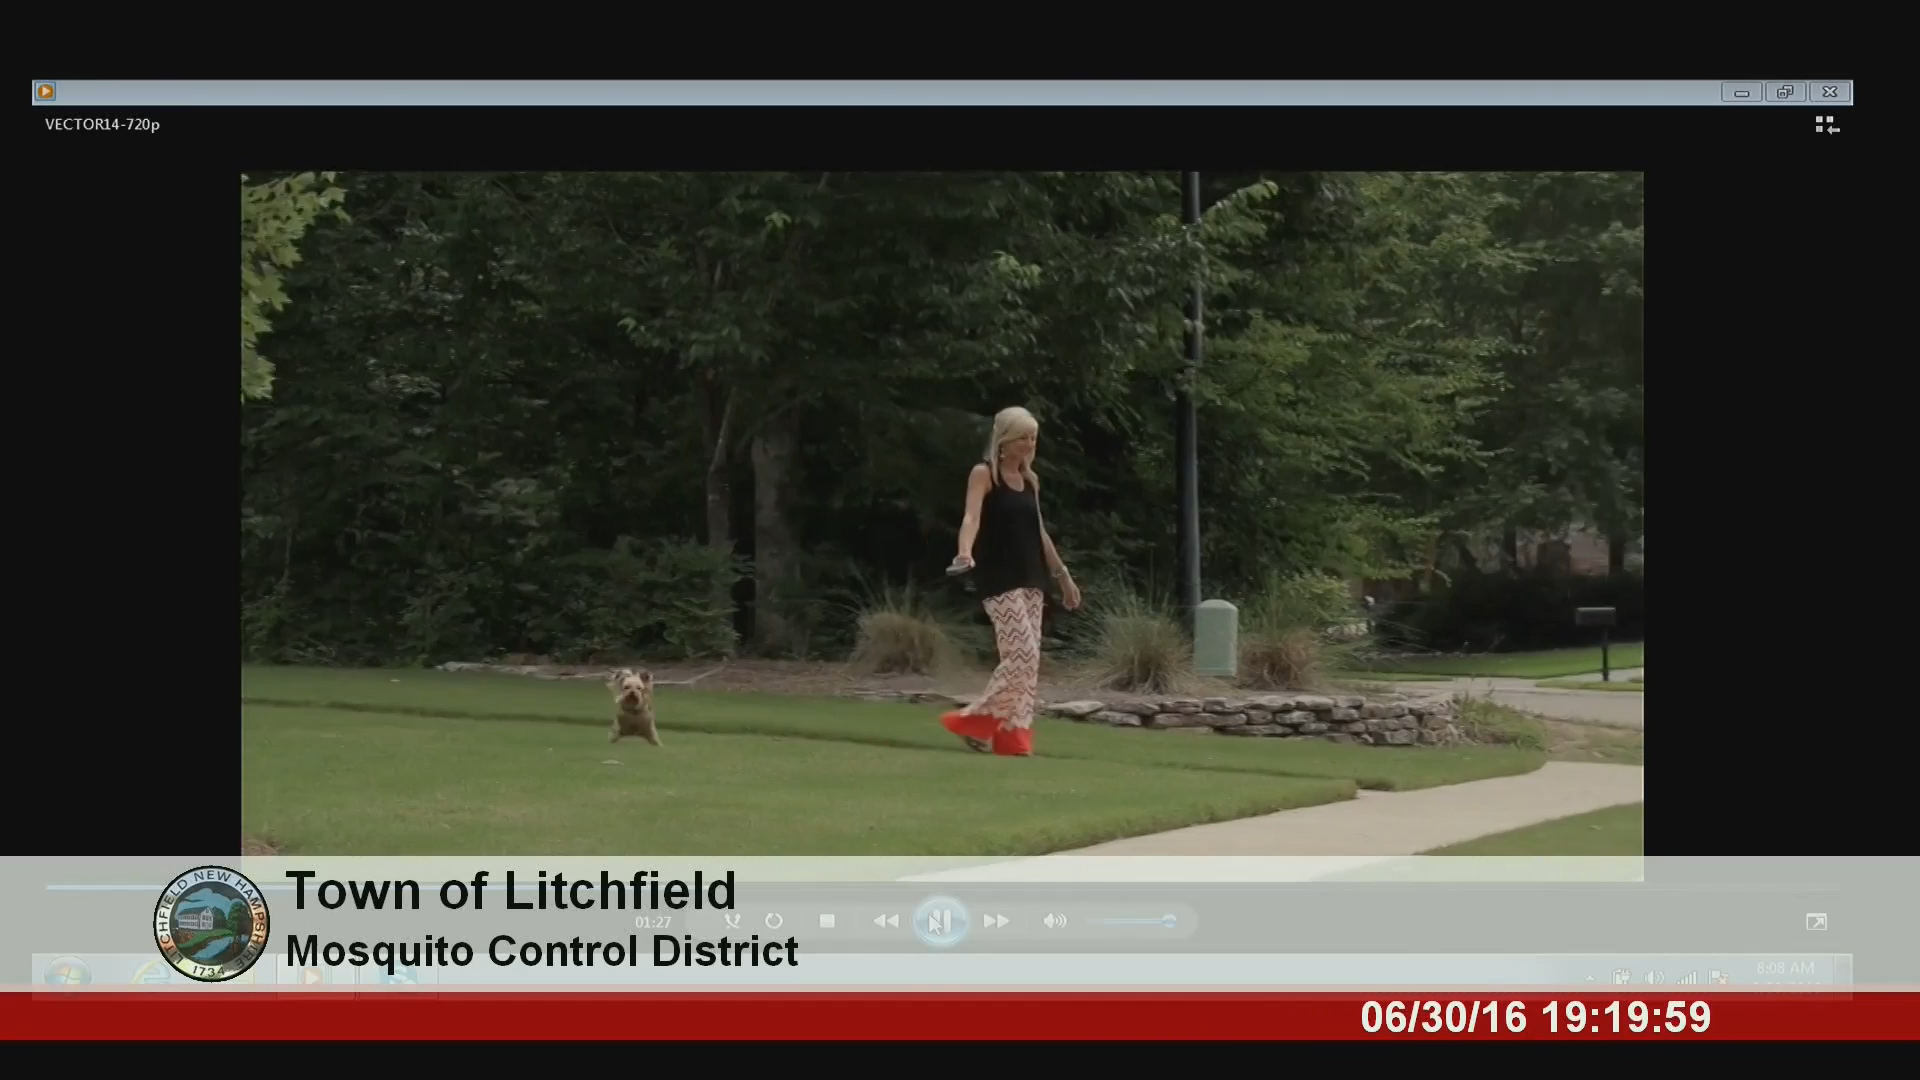 VECTOR14-720p
LITCHFIELD NEW HAMPSHIRE
1734
Town of Litchfield
01:27
Mosquito Control District
8:08 AM
06/30/16 19:19:59